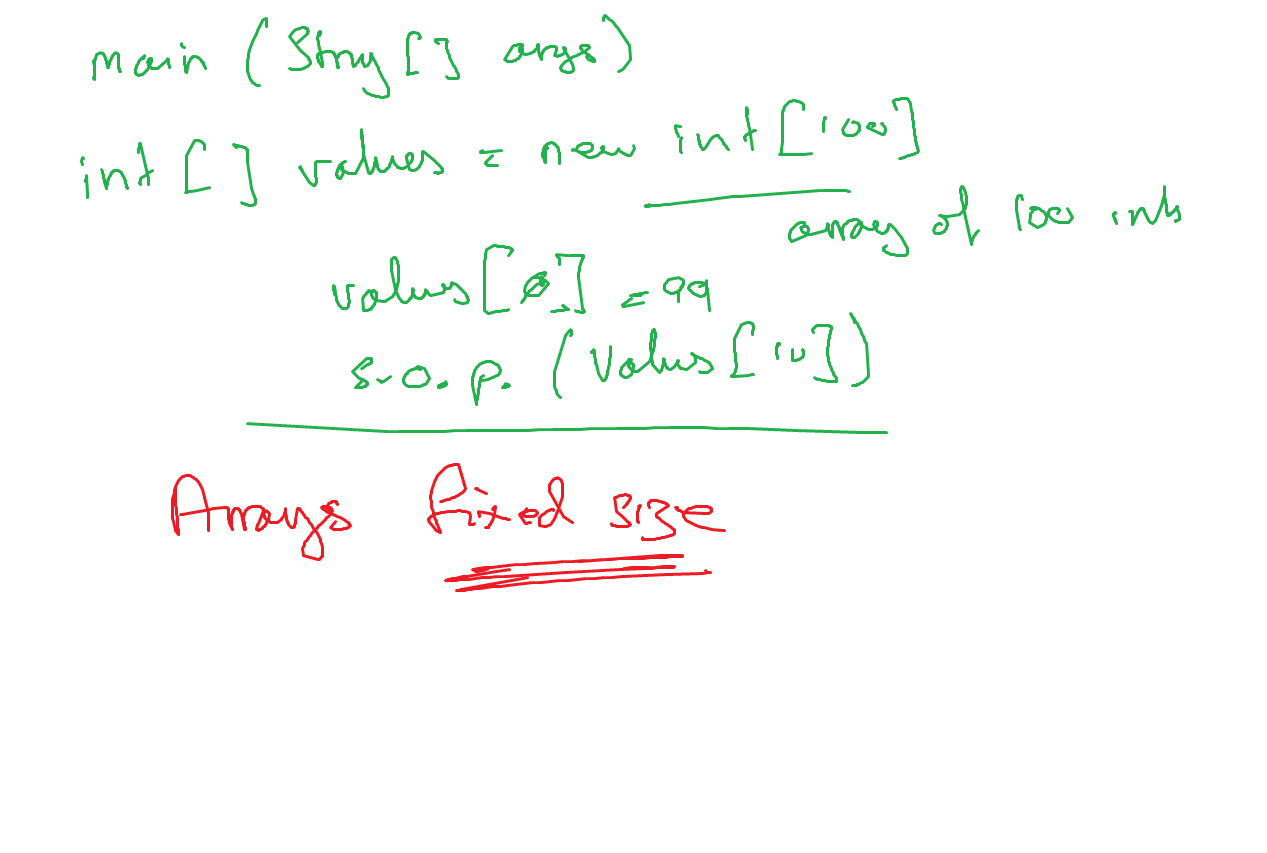 main (String [] args)
int [] values = new int [100]
array of 100 ints
values [0] = 99
s.o.p. (values [10])
Arrays fixed size